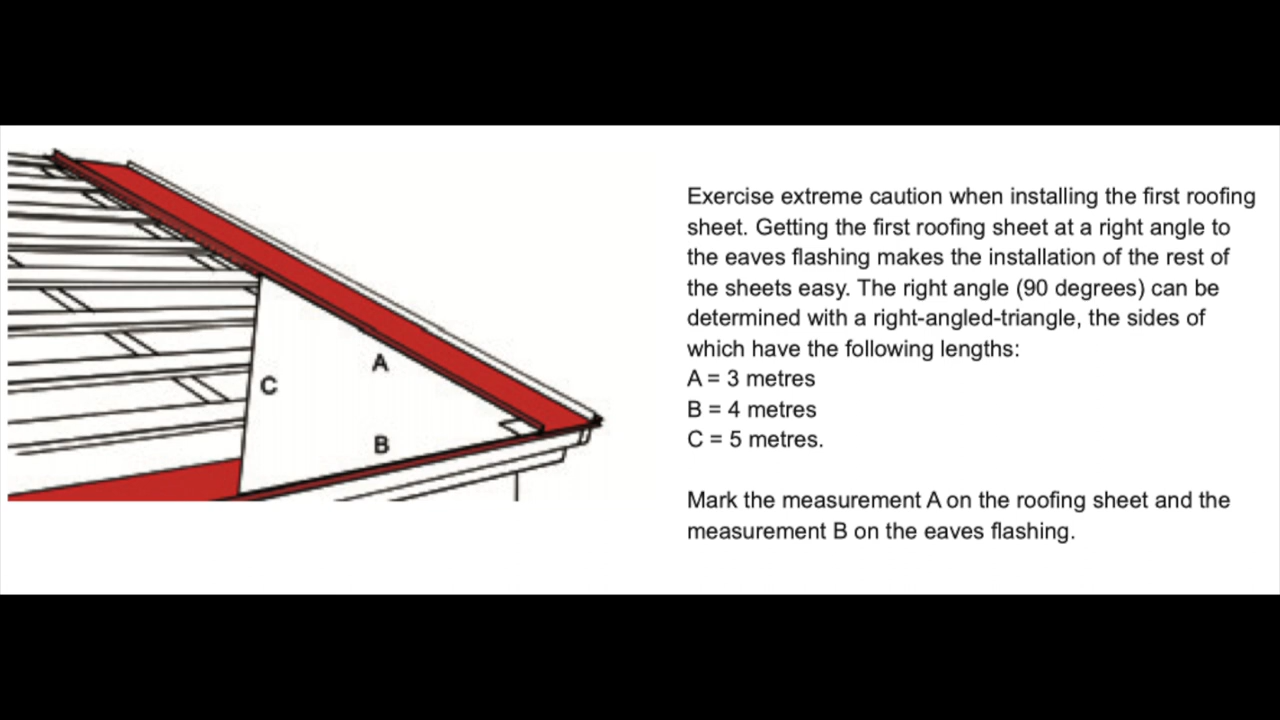 A
C
B
Exercise extreme caution when installing the first roofing
sheet. Getting the first roofing sheet at a right angle to
the eaves flashing makes the installation of the rest of
the sheets easy. The right angle (90 degrees) can be
determined with a right-angled-triangle, the sides of
which have the following lengths:
A = 3 metres
B = 4 metres
C = 5 metres.
Mark the measurement A on the roofing sheet and the
measurement B on the eaves flashing.